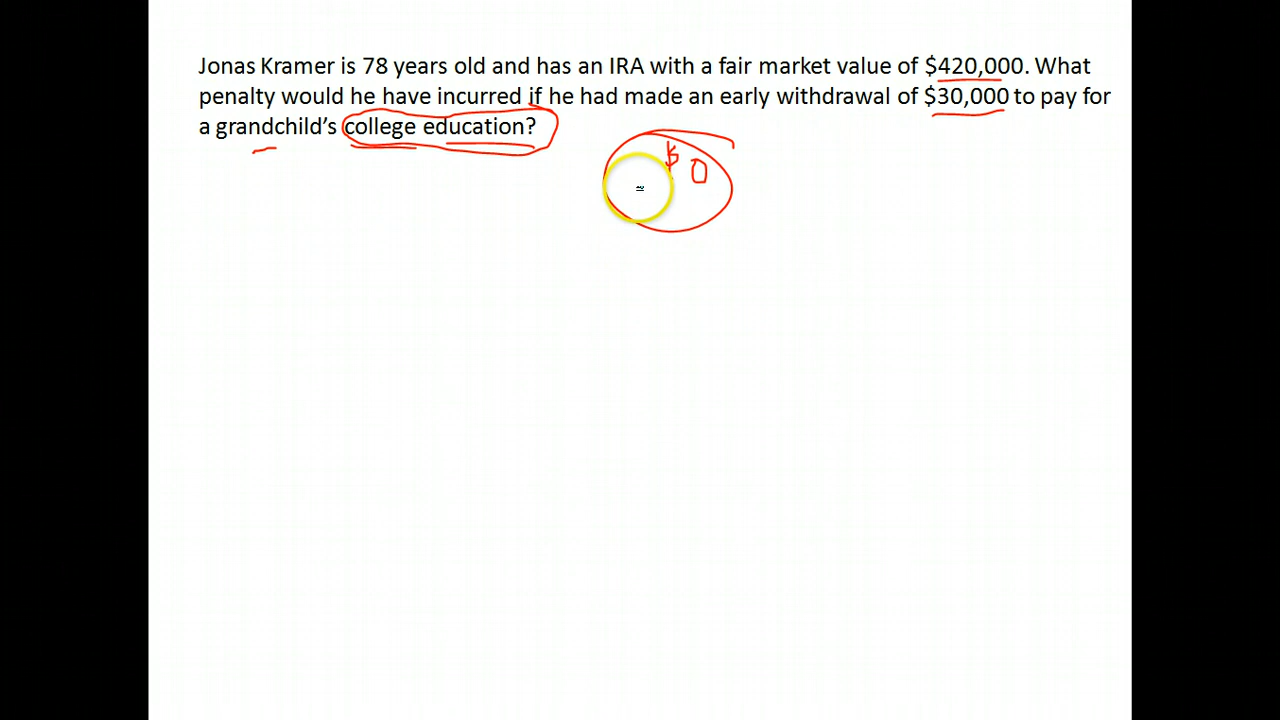 Jonas Kramer is 78 years old and has an IRA with a fair market value of $420,000. What
penalty would he have incurred if he had made an early withdrawal of $30,000 to pay for
a grandchild's college education?
$ 0